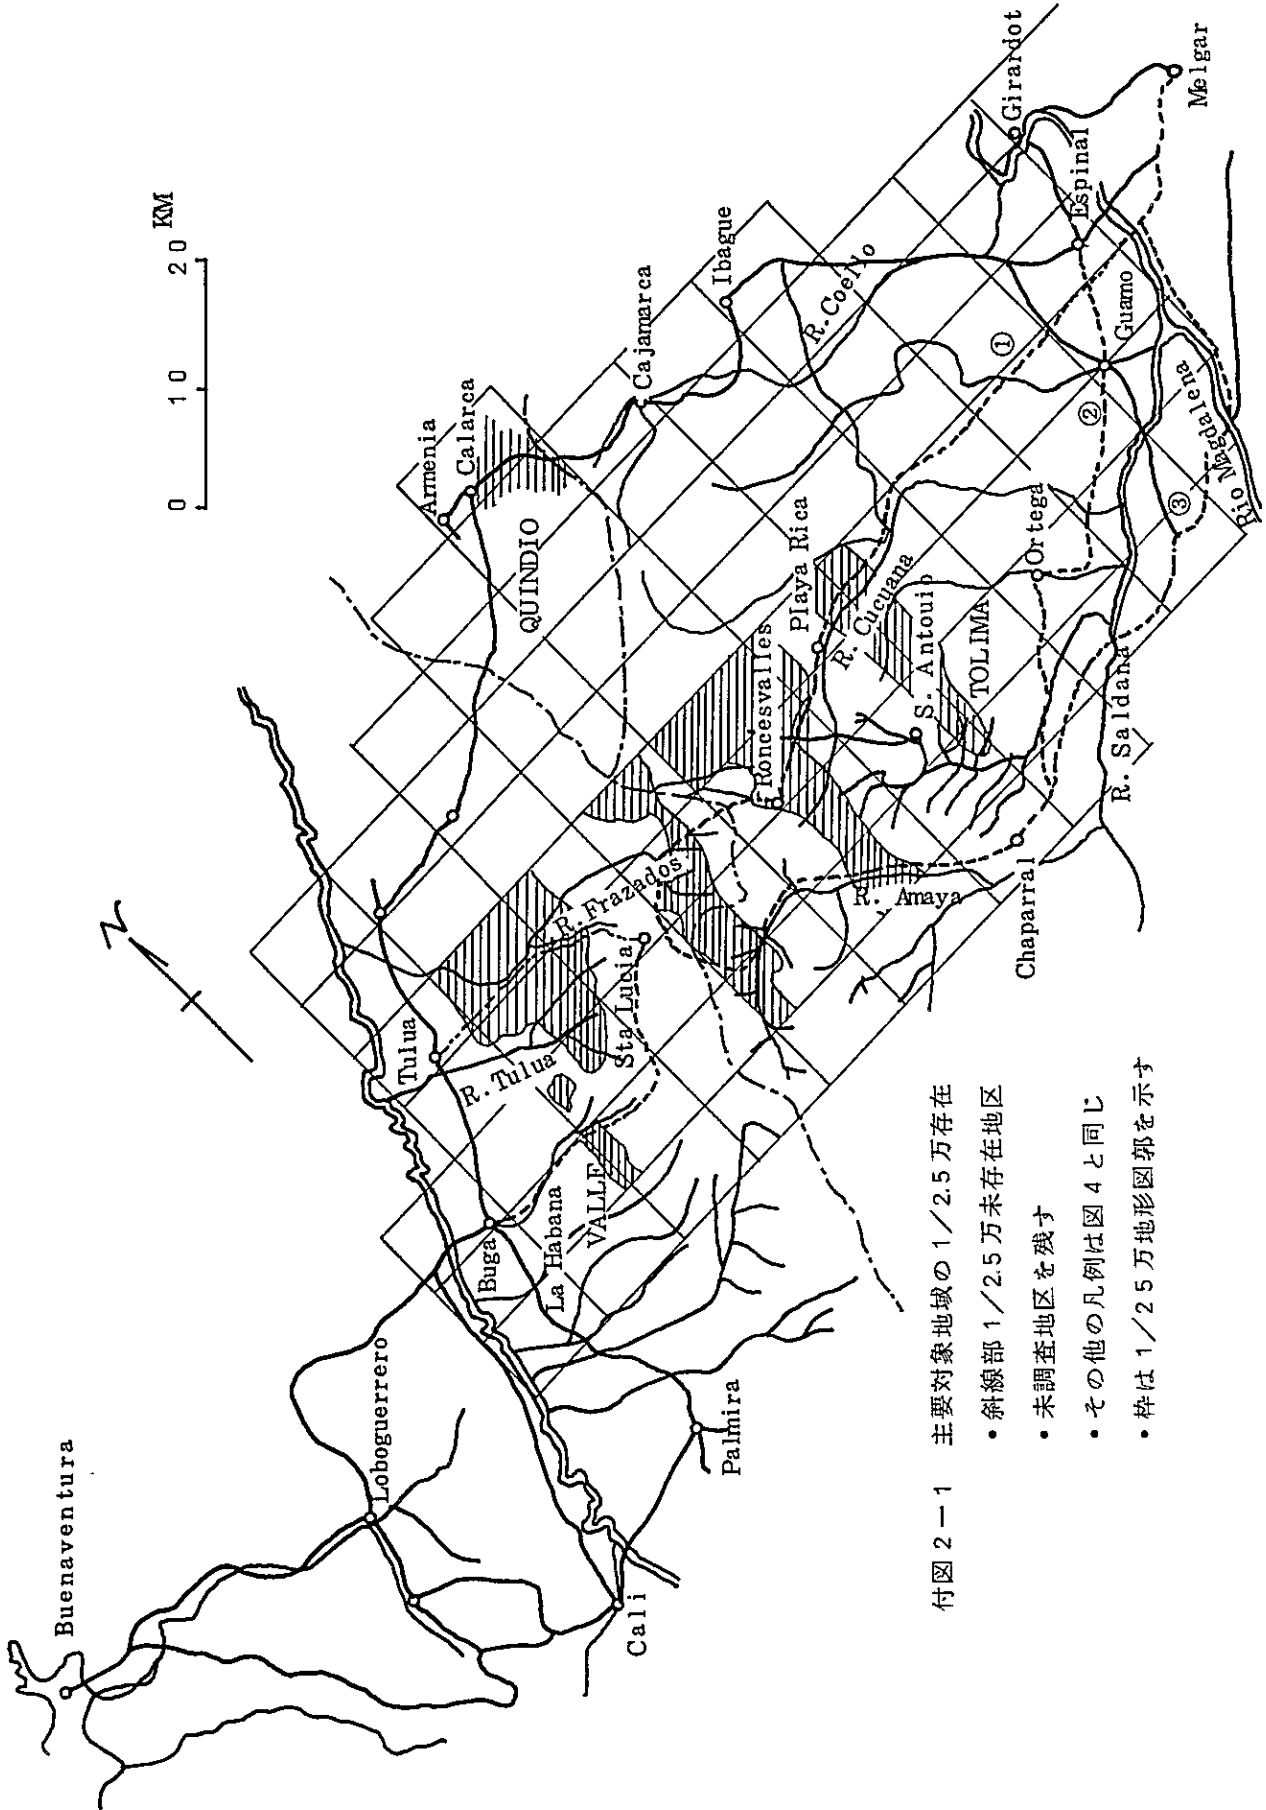 Buenaventura
Loboguerrero
Cali
Palmira
Buga
La Habana
VALLE
Tulua
R. Tulua
Sta Lucia
R. Frazados
N
Armenia
Calarca
QUINDIO
Cajamarca
Ibague
R. Coello
0 10 20 KM
Roncesvalles
Playa Rica
R. Cucuana
S. Antouio
TOLIMA
R. Amaya
Chaparral
R. Saldana
Ortega
①
②
③
Guamo
Espinal
Girardot
Melgar
Rio Magdalena
付図2－1 主要対象地域の1／2.5万存在
・斜線部1／2.5万未存在地区
・未調査地区を残す
・その他の凡例は図4と同じ
・枠は1／25万地形図郭を示す